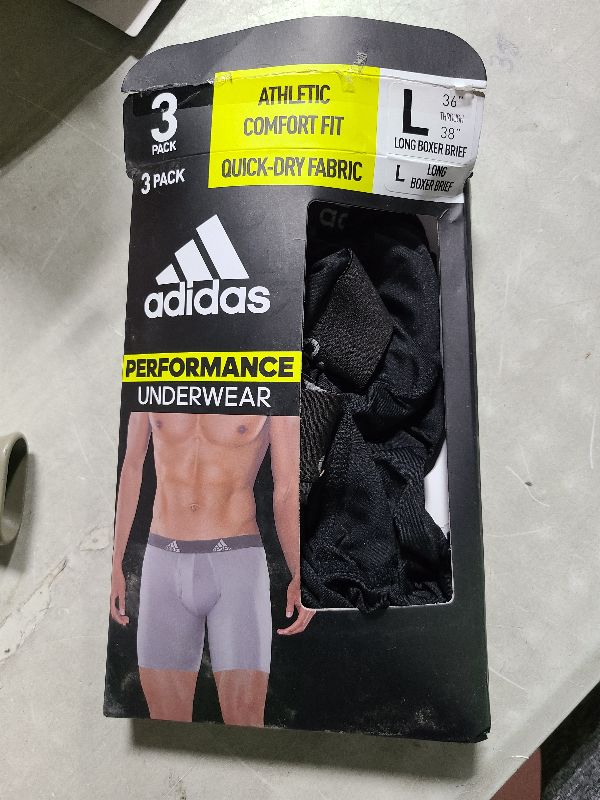 3
PACK
ATHLETIC
COMFORT FIT
L
36"
THROUGH
38"
LONG BOXER BRIEF
3 PACK
QUICK-DRY FABRIC
L
LONG
BOXER BRIEF
adidas
PERFORMANCE
UNDERWEAR